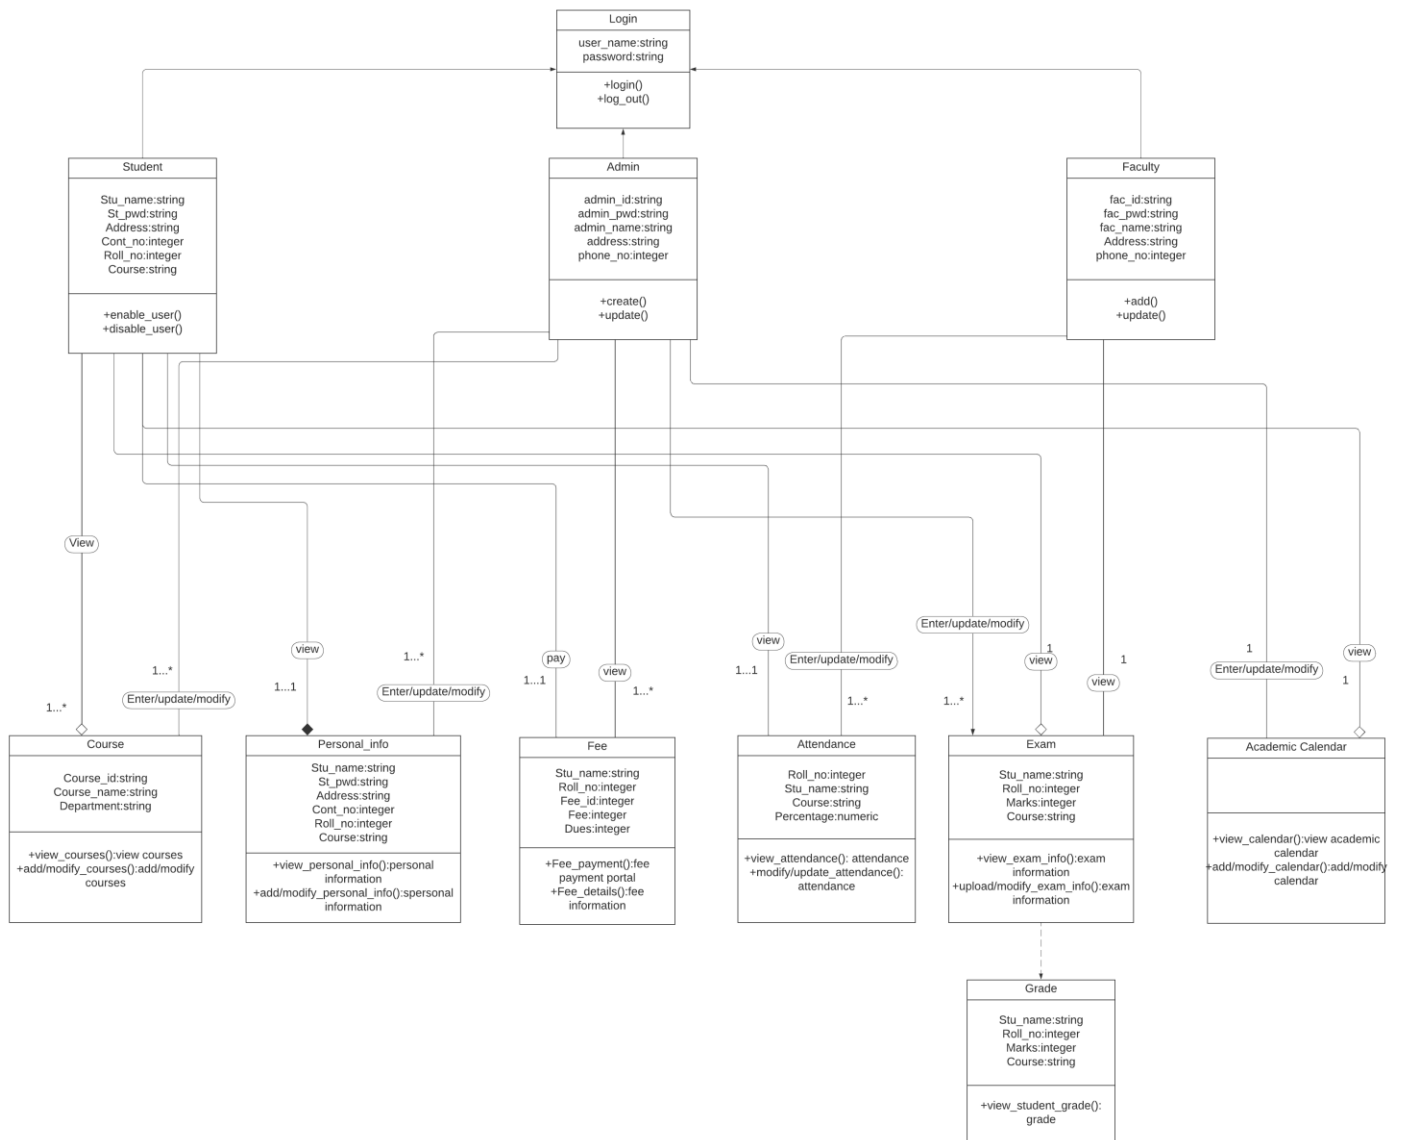 Login
user_name:string
password:string
+login()
+log_out()
Student
Stu_name:string
St_pwd:string
Address:string
Cont_no:integer
Roll_no:integer
Course:string
+enable_user()
+disable_user()
Admin
admin_id:string
admin_pwd:string
admin_name:string
address:string
phone_no:integer
+create()
+update()
Faculty
fac_id:string
fac_pwd:string
fac_name:string
Address:string
phone_no:integer
+add()
+update()
View
1...*
1...*
Enter/update/modify
view
1...1
1...*
Enter/update/modify
pay
1...1
view
1...*
view
1...1
Enter/update/modify
1...*
Enter/update/modify
1...*
1
view
1
view
1
Enter/update/modify
view
1
Course
Course_id:string
Course_name:string
Department:string
+view_courses():view courses
+add/modify_courses():add/modify
courses
Personal_info
Stu_name:string
St_pwd:string
Address:string
Cont_no:integer
Roll_no:integer
Course:string
+view_personal_info():personal
information
+add/modify_personal_info():spersonal
information
Fee
Stu_name:string
Roll_no:integer
Fee_id:integer
Fee:integer
Dues:integer
+Fee_payment():fee
payment portal
+Fee_details():fee
information
Attendance
Roll_no:integer
Stu_name:string
Course:string
Percentage:numeric
+view_attendance(): attendance
+modify/update_attendance():
attendance
Exam
Stu_name:string
Roll_no:integer
Marks:integer
Course:string
+view_exam_info():exam
information
+upload/modify_exam_info():exam
information
Academic Calendar
+view_calendar():view academic
calendar
+add/modify_calendar():add/modify
calendar
Grade
Stu_name:string
Roll_no:integer
Marks:integer
Course:string
+view_student_grade():
grade